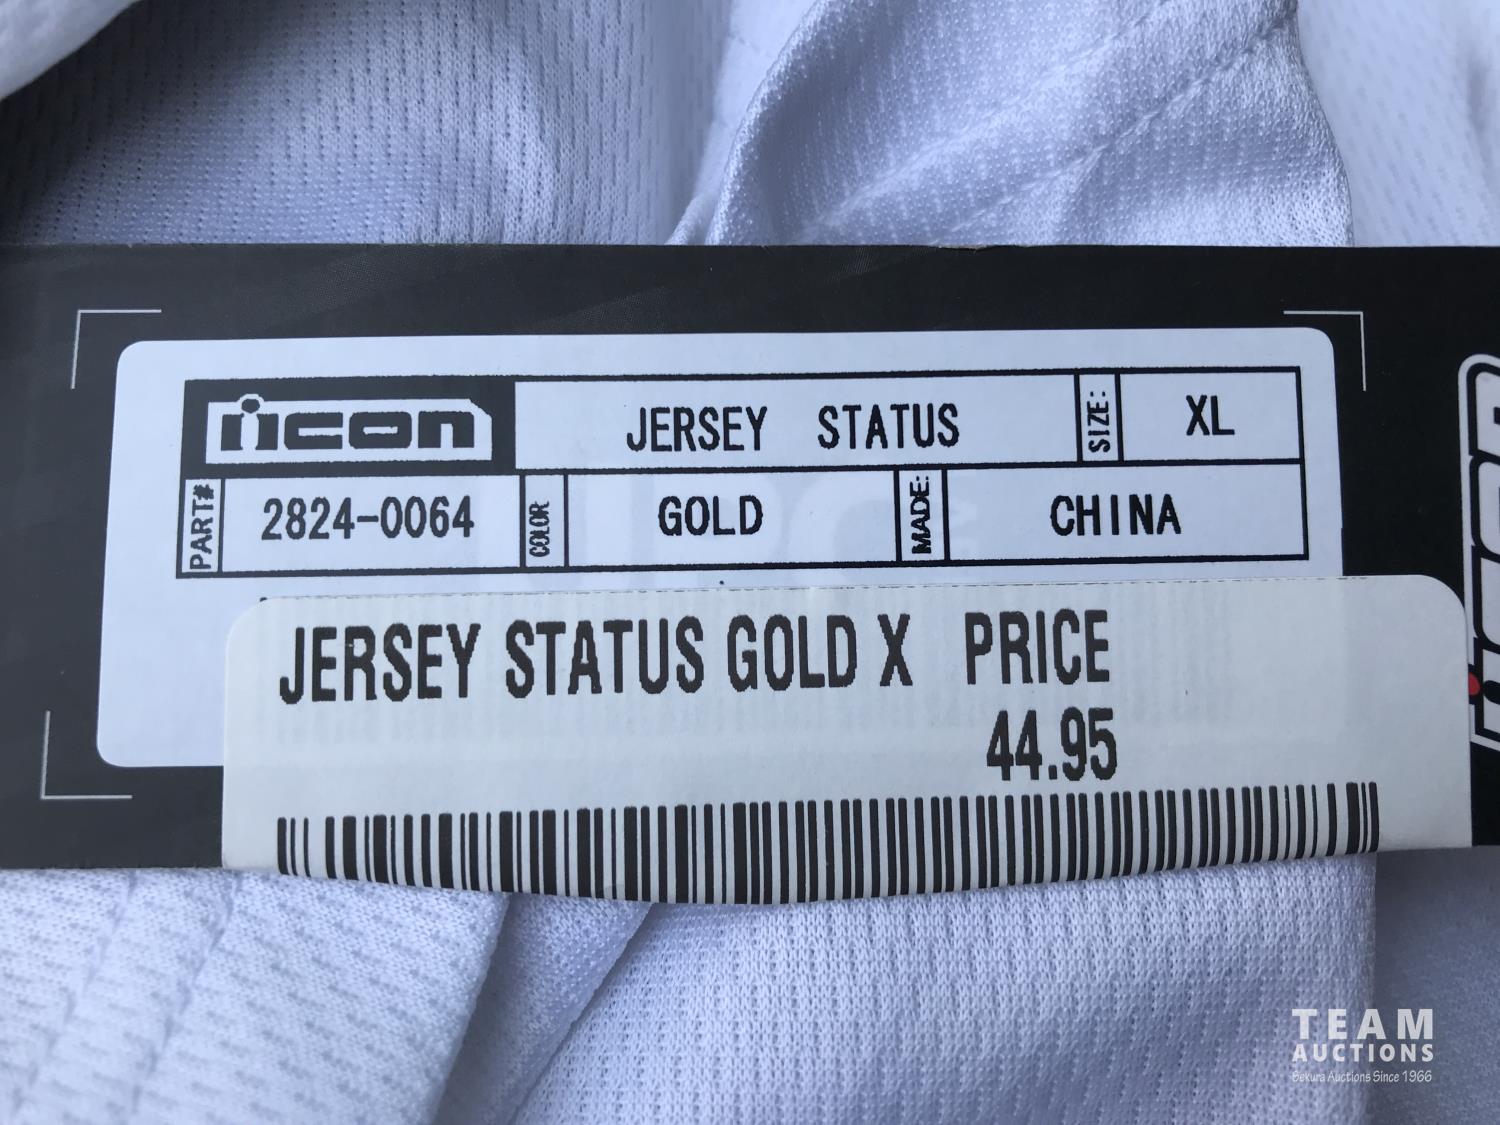 icon JERSEY STATUS SIZE: XL
PART# 2824-0064 COLOR GOLD MADE: CHINA
JERSEY STATUS GOLD X PRICE
44.95
TEAM
AUCTIONS
Bekura Auctions Since 1966